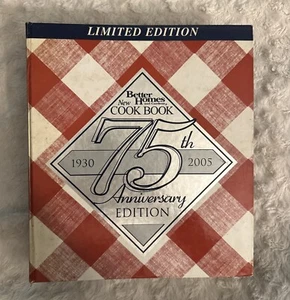 LIMITED EDITION
Better
New Homes and Gardens
COOK BOOK
75th
1930 2005
Anniversary
EDITION